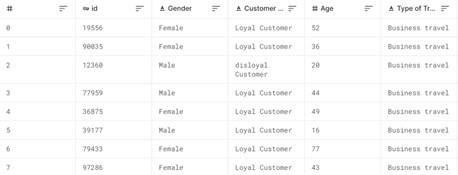 # id Gender Customer ... # Age Type of Tr...
0 19556 Female Loyal Customer 52 Business travel
1 90035 Female Loyal Customer 36 Business travel
2 12360 Male disloyal Customer 20 Business travel
3 77959 Male Loyal Customer 44 Business travel
4 36875 Female Loyal Customer 49 Business travel
5 39177 Male Loyal Customer 16 Business travel
6 79433 Female Loyal Customer 77 Business travel
7 97286 Female Loyal Customer 43 Business travel